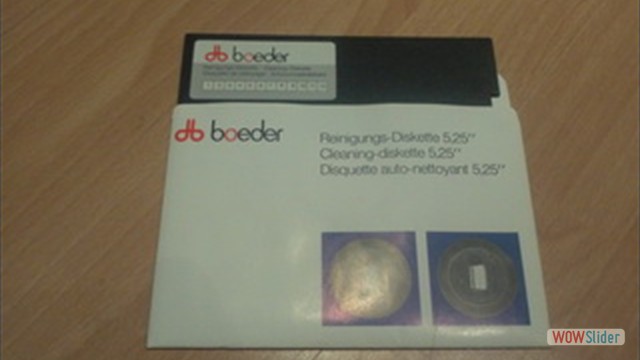 boeder
boeder
Reinigungs-Diskette 5,25"
Cleaning-diskette 5,25"
Disquette auto-nettoyant 5,25"
WOWSlider